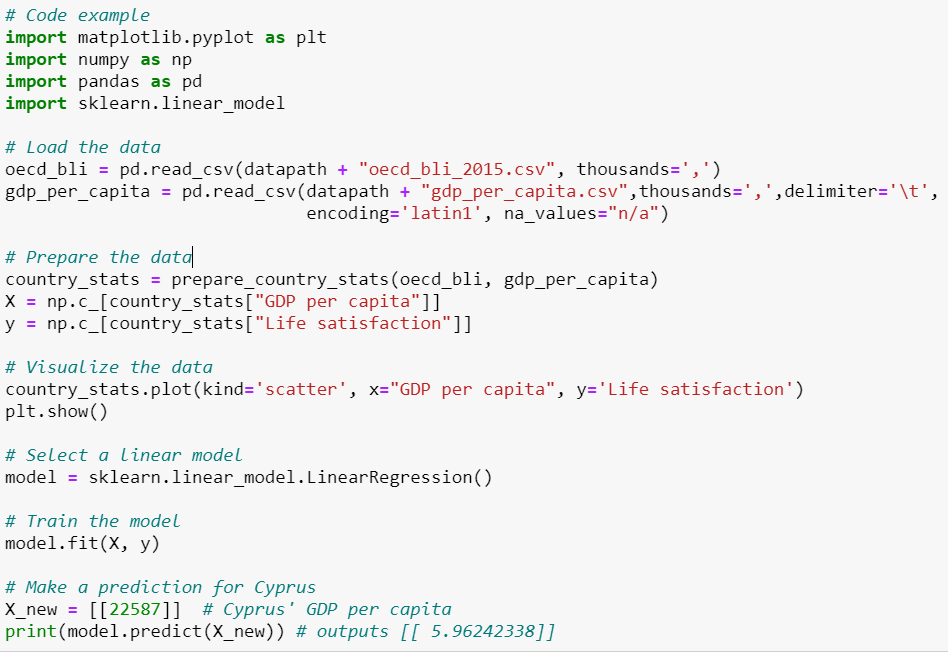 # Code example
import matplotlib.pyplot as plt
import numpy as np
import pandas as pd
import sklearn.linear_model
# Load the data
oecd_bli = pd.read_csv(datapath + "oecd_bli_2015.csv", thousands=',')
gdp_per_capita = pd.read_csv(datapath + "gdp_per_capita.csv",thousands=',',delimiter='\t',
                             encoding='latin1', na_values="n/a")
# Prepare the data
country_stats = prepare_country_stats(oecd_bli, gdp_per_capita)
X = np.c_[country_stats["GDP per capita"]]
y = np.c_[country_stats["Life satisfaction"]]
# Visualize the data
country_stats.plot(kind='scatter', x="GDP per capita", y='Life satisfaction')
plt.show()
# Select a linear model
model = sklearn.linear_model.LinearRegression()
# Train the model
model.fit(X, y)
# Make a prediction for Cyprus
X_new = [[22587]]  # Cyprus' GDP per capita
print(model.predict(X_new)) # outputs [[ 5.96242338]]